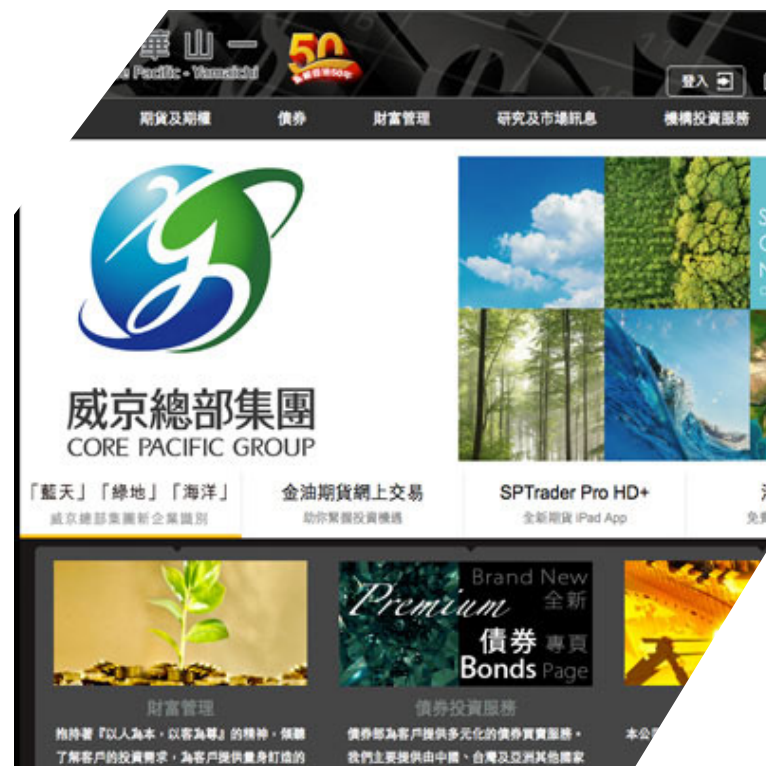 華山一
Pacific - Yamaichi
50
登入
期貨及期權 債券 財富管理 研究及市場訊息 機構投資服務
威京總部集團
CORE PACIFIC GROUP
「藍天」「綠地」「海洋」 金油期貨網上交易 SPTrader Pro HD+
威京總部集團新企業識別 助你緊握投資機遇 全新期貨 iPad App
Brand New
Premium 全新
債券 專頁
Bonds Page
財富管理 債券投資服務
抱持著『以人為本，以客為尊』的精神，傾聽 債券部為客戶提供多元化的債券買賣服務。 本公
了解客戶的投資需求，為客戶提供量身訂造的 我們主要提供由中國、台灣及亞洲其他國家